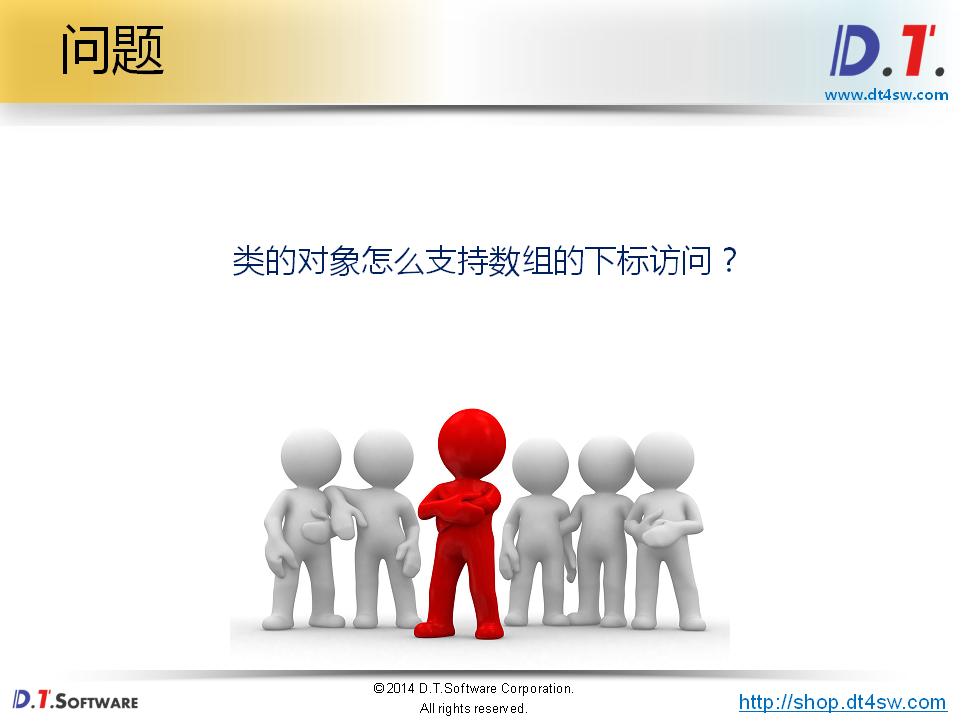 问题
D.T.
www.dt4sw.com
类的对象怎么支持数组的下标访问？
D.T.SOFTWARE
©2014 D.T.Software Corporation.
All rights reserved.
http://shop.dt4sw.com